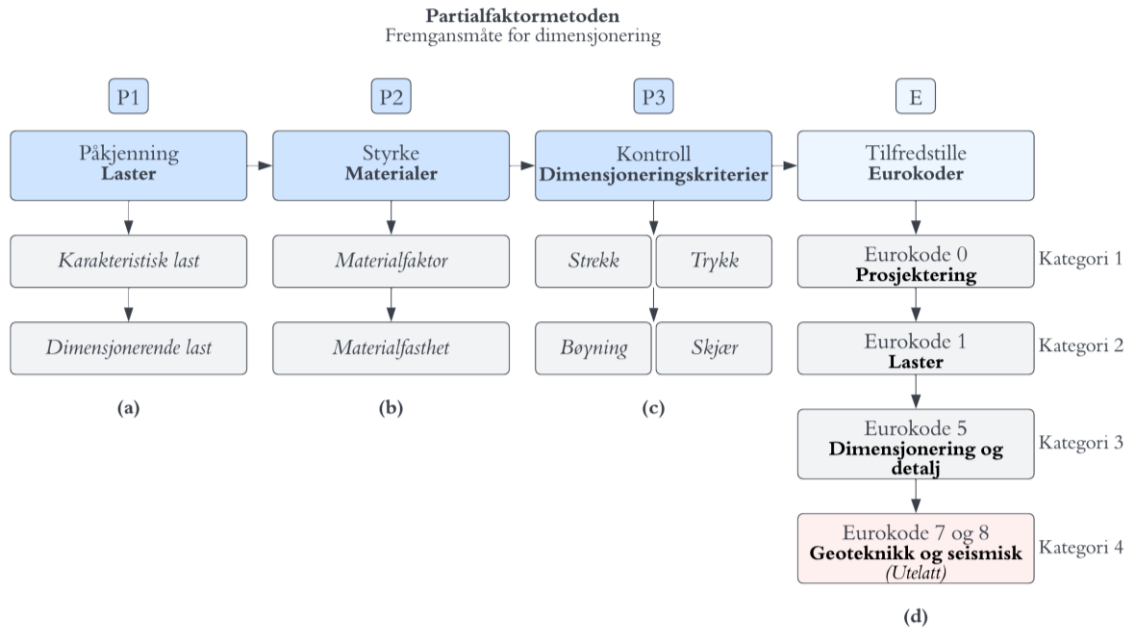 Partialfaktormetoden
Fremgansmåte for dimensjonering
P1
P2
P3
E
Påkjenning
Laster
Styrke
Materialer
Kontroll
Dimensjoneringskriterier
Tilfredstille
Eurokoder
Karakteristisk last
Materialfaktor
Strekk
Trykk
Eurokode 0
Prosjektering
Kategori 1
Dimensjonerende last
Materialfasthet
Bøyning
Skjær
Eurokode 1
Laster
Kategori 2
(a)
(b)
(c)
Eurokode 5
Dimensjonering og
detalj
Kategori 3
Eurokode 7 og 8
Geoteknikk og seismisk
(Utelatt)
Kategori 4
(d)